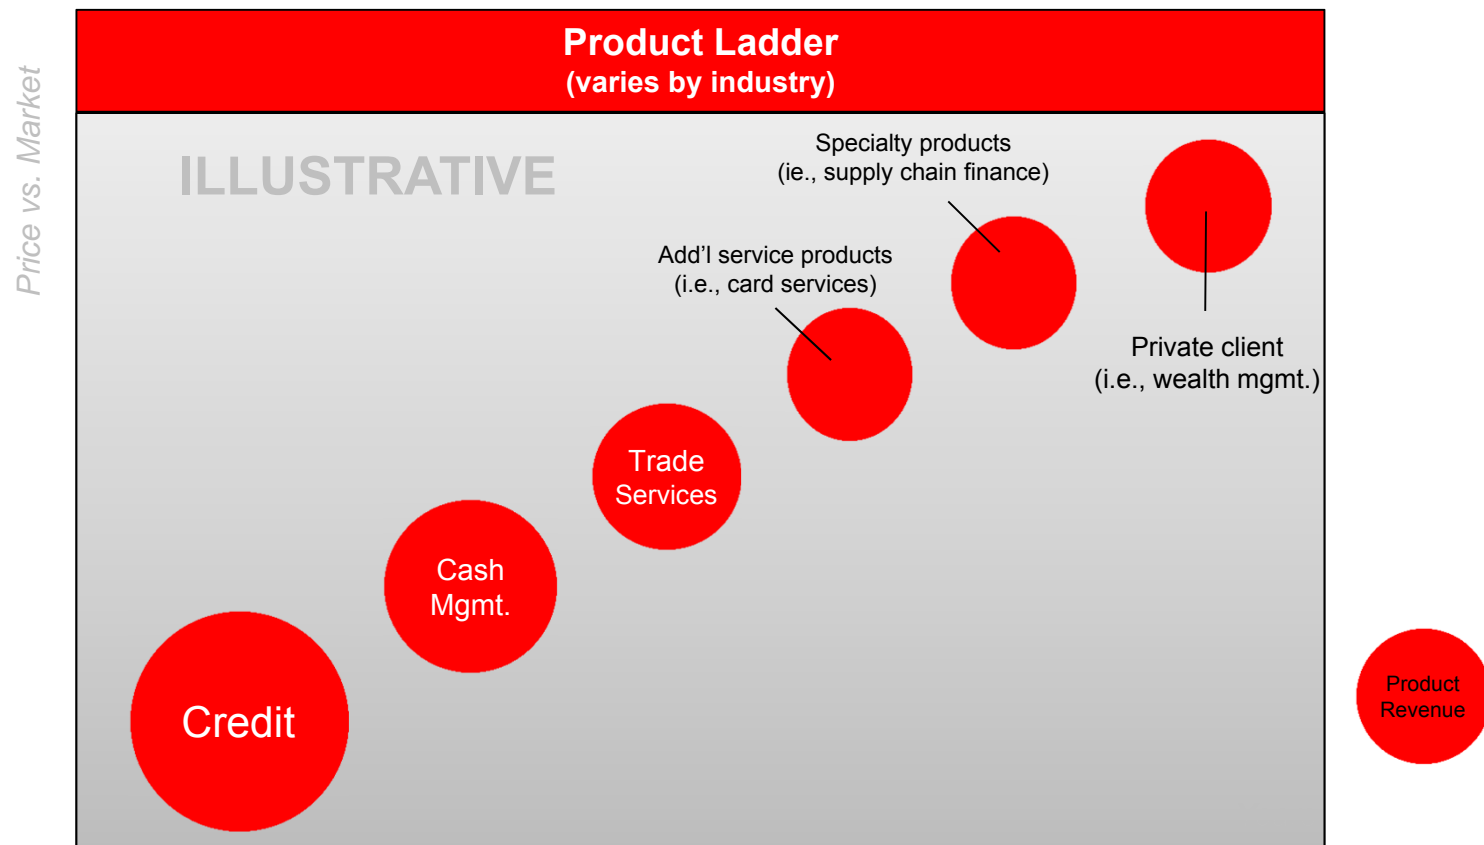 Product Ladder
(varies by industry)
Price vs. Market
ILLUSTRATIVE
Specialty products
(ie., supply chain finance)
Add'l service products
(i.e., card services)
Private client
(i.e., wealth mgmt.)
Trade
Services
Cash
Mgmt.
Credit
Product
Revenue